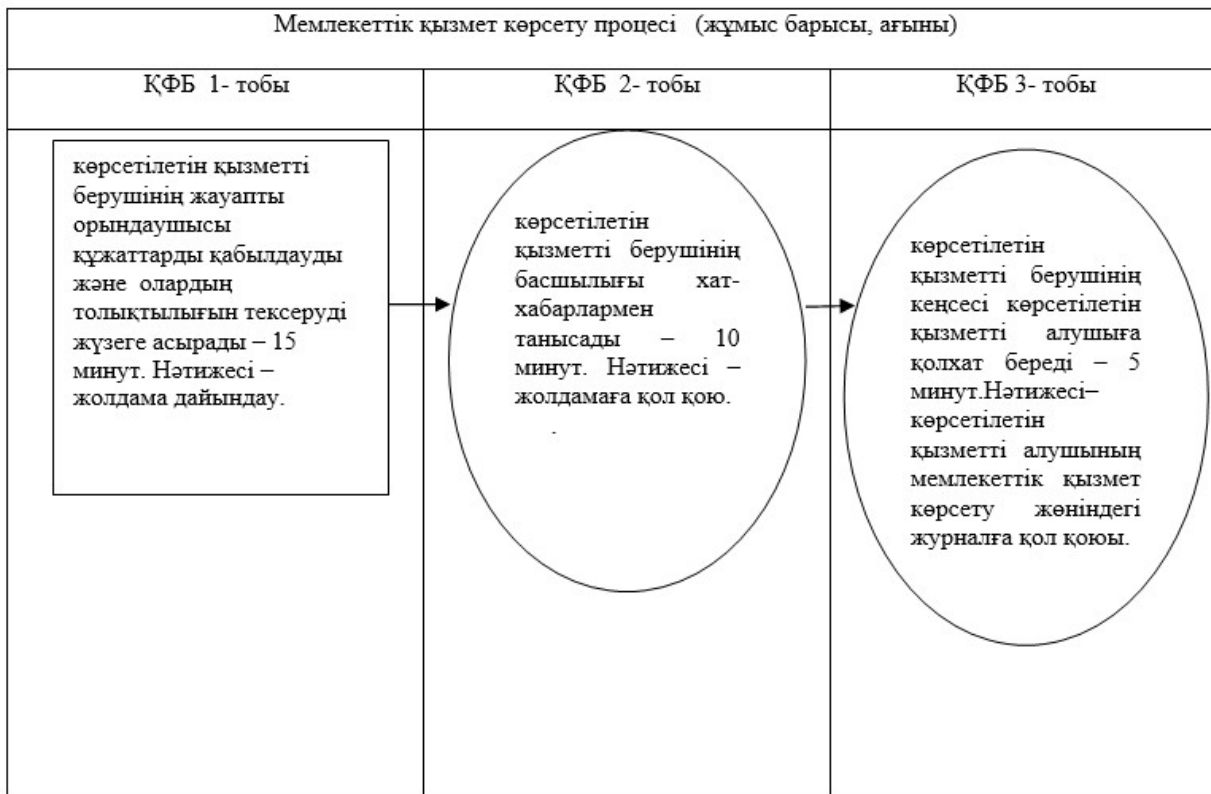 Мемлекеттік қызмет көрсету процесі (жұмыс барысы, ағыны)
ҚФБ 1- тобы
ҚФБ 2- тобы
ҚФБ 3- тобы
көрсетілетін қызметті
берушінің жауапты
орындаушысы
құжаттарды қабылдауды
және олардың
толықтылығын тексеруді
жүзеге асырады – 15
минут. Нәтижесі –
жолдама дайындау.
көрсетілетін
қызметті берушінің
басшылығы хат-
хабарлармен
танысады – 10
минут. Нәтижесі –
жолдамаға қол қою.
.
көрсетілетін
қызметті берушінің
кеңсесі көрсетілетін
қызметті алушыға
қолхат береді – 5
минут.Нәтижесі–
көрсетілетін
қызметті алушының
мемлекеттік қызмет
көрсету жөніндегі
журналға қол қоюы.